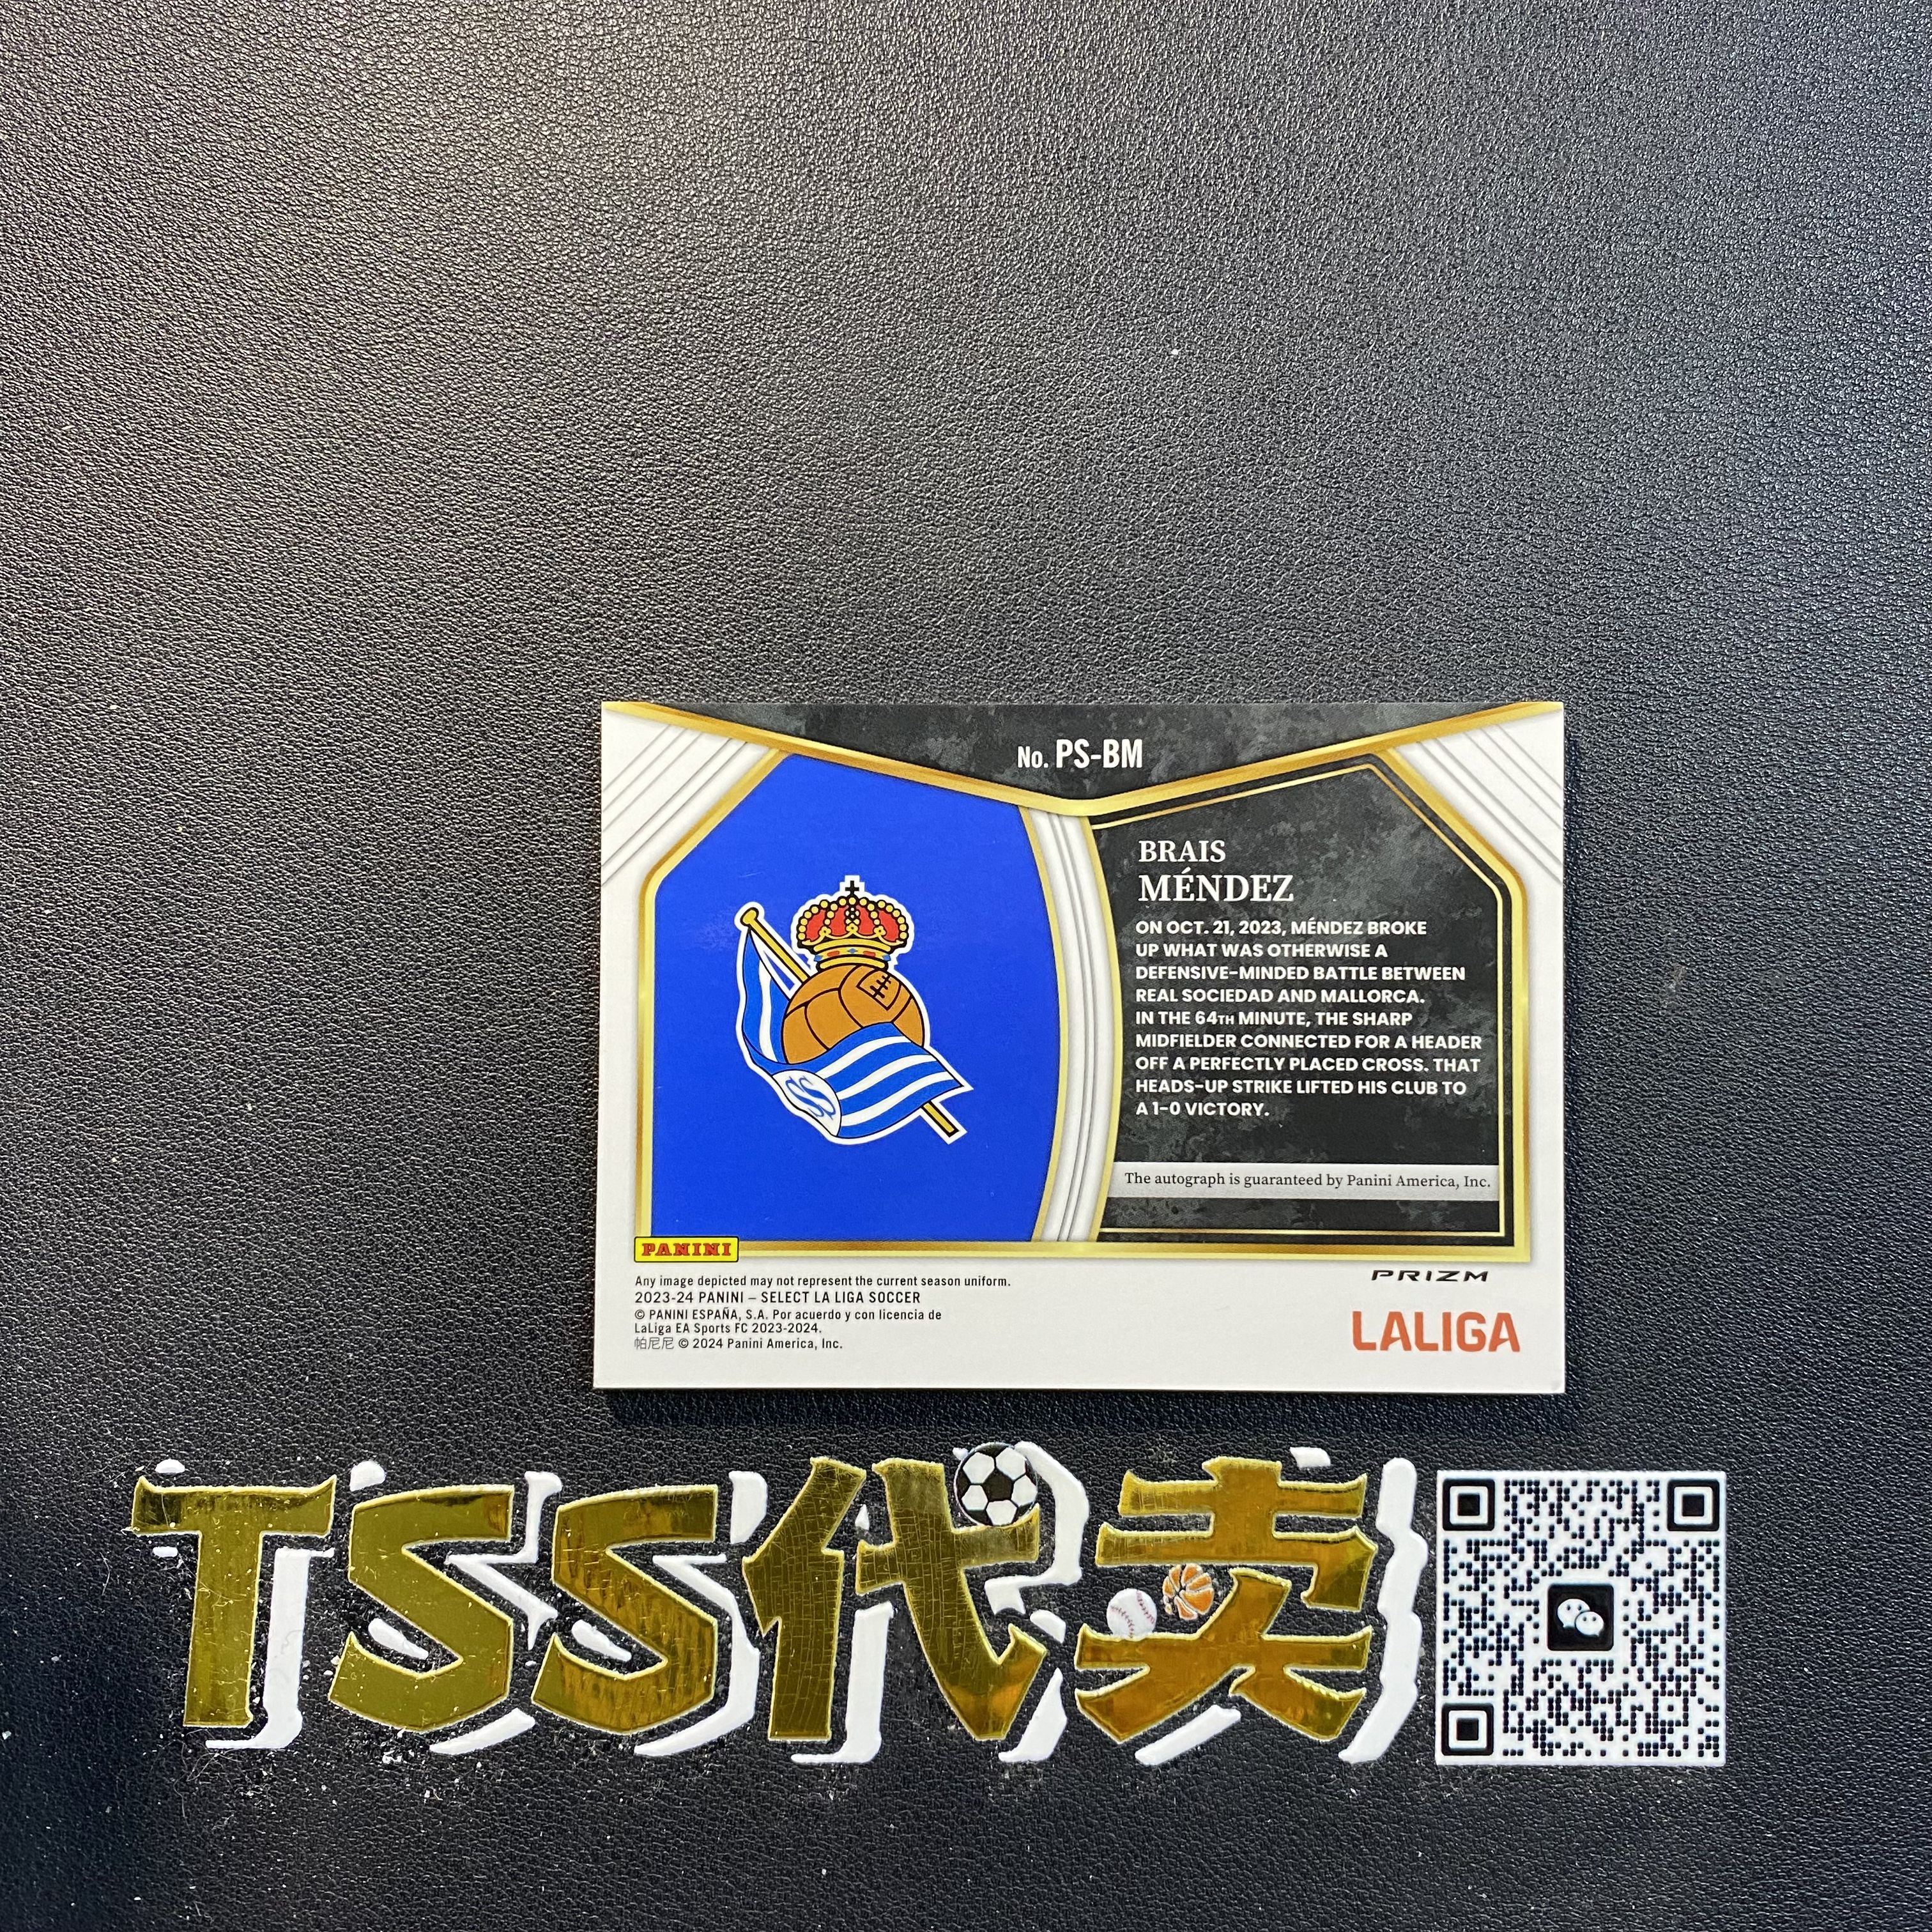 No. PS-BM
BRAIS
MÉNDEZ
ON OCT. 21, 2023, MÉNDEZ BROKE
UP WHAT WAS OTHERWISE A
DEFENSIVE-MINDED BATTLE BETWEEN
REAL SOCIEDAD AND MALLORCA.
IN THE 64TH MINUTE, THE SHARP
MIDFIELDER CONNECTED FOR A HEADER
OFF A PERFECTLY PLACED CROSS. THAT
HEADS-UP STRIKE LIFTED HIS CLUB TO
A 1-0 VICTORY.
The autograph is guaranteed by Panini America, Inc.
PANINI
Any image depicted may not represent the current season uniform.
2023-24 PANINI – SELECT LA LIGA SOCCER
© PANINI ESPAÑA, S.A. Por acuerdo y con licencia de
LaLiga EA Sports FC 2023-2024.
帕尼尼 © 2024 Panini America, Inc.
PRIZM
LALIGA
TSS代卖